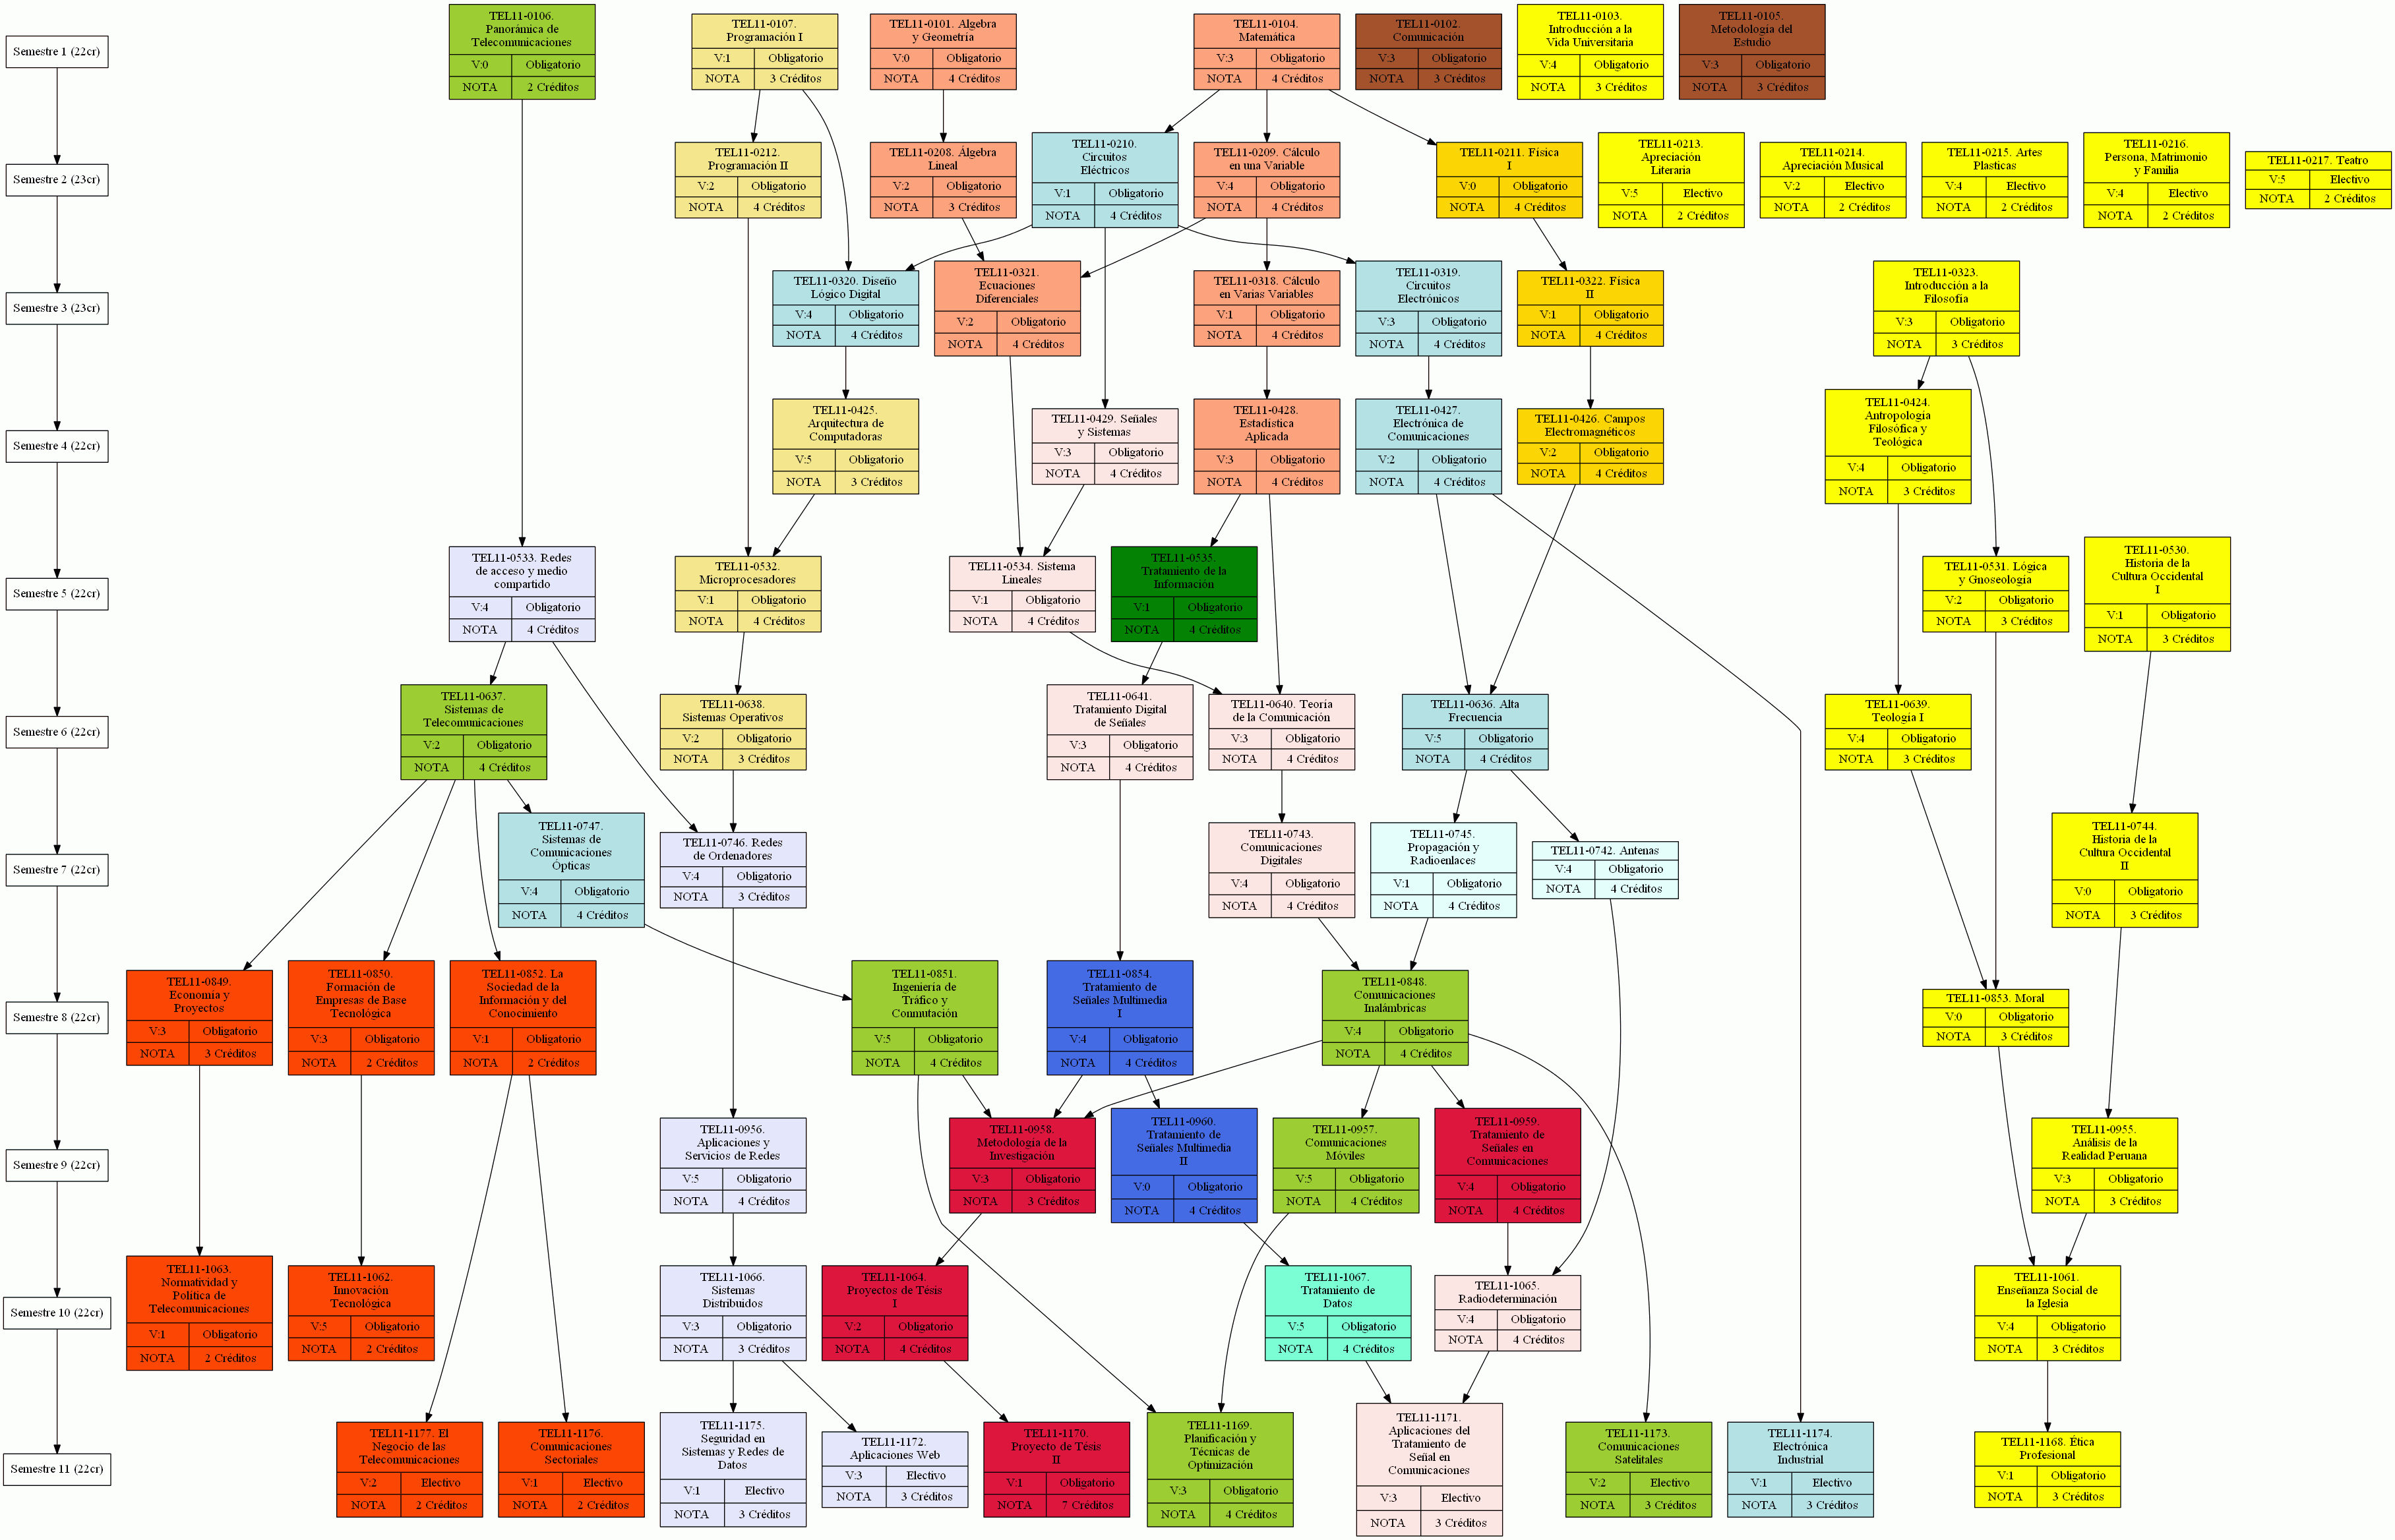 Semestre 1 (22cr)
TEL11-0106.
Panorámica de
Telecomunicaciones
V:0 Obligatorio
NOTA 2 Créditos
TEL11-0107.
Programación I
V:1 Obligatorio
NOTA 3 Créditos
TEL11-0101. Algebra
y Geometría
V:0 Obligatorio
NOTA 4 Créditos
TEL11-0104.
Matemática
V:3 Obligatorio
NOTA 4 Créditos
TEL11-0102.
Comunicación
V:3 Obligatorio
NOTA 3 Créditos
TEL11-0103.
Introducción a la
Vida Universitaria
V:4 Obligatorio
NOTA 3 Créditos
TEL11-0105.
Metodología del
Estudio
V:3 Obligatorio
NOTA 3 Créditos
Semestre 2 (23cr)
TEL11-0212.
Programación II
V:2 Obligatorio
NOTA 4 Créditos
TEL11-0208. Álgebra
Lineal
V:2 Obligatorio
NOTA 3 Créditos
TEL11-0210.
Circuitos
Eléctricos
V:1 Obligatorio
NOTA 4 Créditos
TEL11-0209. Cálculo
en una Variable
V:4 Obligatorio
NOTA 4 Créditos
TEL11-0211. Física
I
V:0 Obligatorio
NOTA 4 Créditos
TEL11-0213.
Apreciación
Literaria
V:5 Electivo
NOTA 2 Créditos
TEL11-0214.
Apreciación Musical
V:2 Electivo
NOTA 2 Créditos
TEL11-0215. Artes
Plasticas
V:4 Electivo
NOTA 2 Créditos
TEL11-0216.
Persona, Matrimonio
y Familia
V:4 Electivo
NOTA 2 Créditos
TEL11-0217. Teatro
V:5 Electivo
NOTA 2 Créditos
Semestre 3 (23cr)
TEL11-0320. Diseño
Lógico Digital
V:4 Obligatorio
NOTA 4 Créditos
TEL11-0321.
Ecuaciones
Diferenciales
V:2 Obligatorio
NOTA 4 Créditos
TEL11-0318. Cálculo
en Varias Variables
V:1 Obligatorio
NOTA 4 Créditos
TEL11-0319.
Circuitos
Electrónicos
V:3 Obligatorio
NOTA 4 Créditos
TEL11-0322. Física
II
V:1 Obligatorio
NOTA 4 Créditos
TEL11-0323.
Introducción a la
Filosofía
V:3 Obligatorio
NOTA 3 Créditos
Semestre 4 (22cr)
TEL11-0425.
Arquitectura de
Computadoras
V:5 Obligatorio
NOTA 3 Créditos
TEL11-0429. Señales
y Sistemas
V:3 Obligatorio
NOTA 4 Créditos
TEL11-0428.
Estadística
Aplicada
V:3 Obligatorio
NOTA 4 Créditos
TEL11-0427.
Electrónica de
Comunicaciones
V:2 Obligatorio
NOTA 4 Créditos
TEL11-0426. Campos
Electromagnéticos
V:2 Obligatorio
NOTA 4 Créditos
TEL11-0424.
Antropología
Filosófica y
Teológica
V:4 Obligatorio
NOTA 3 Créditos
Semestre 5 (22cr)
TEL11-0533. Redes
de acceso y medio
compartido
V:4 Obligatorio
NOTA 4 Créditos
TEL11-0532.
Microprocesadores
V:1 Obligatorio
NOTA 4 Créditos
TEL11-0534. Sistema
Lineales
V:1 Obligatorio
NOTA 4 Créditos
TEL11-0535.
Tratamiento de la
Información
V:1 Obligatorio
NOTA 4 Créditos
TEL11-0531. Lógica
y Gnoseología
V:2 Obligatorio
NOTA 3 Créditos
TEL11-0530.
Historia de la
Cultura Occidental
I
V:1 Obligatorio
NOTA 3 Créditos
Semestre 6 (22cr)
TEL11-0637.
Sistemas de
Telecomunicaciones
V:2 Obligatorio
NOTA 4 Créditos
TEL11-0638.
Sistemas Operativos
V:2 Obligatorio
NOTA 3 Créditos
TEL11-0641.
Tratamiento Digital
de Señales
V:3 Obligatorio
NOTA 4 Créditos
TEL11-0640. Teoría
de la Comunicación
V:3 Obligatorio
NOTA 4 Créditos
TEL11-0636. Alta
Frecuencia
V:5 Obligatorio
NOTA 4 Créditos
TEL11-0639.
Teología I
V:4 Obligatorio
NOTA 3 Créditos
Semestre 7 (22cr)
TEL11-0747.
Sistemas de
Comunicaciones
Ópticas
V:4 Obligatorio
NOTA 4 Créditos
TEL11-0746. Redes
de Ordenadores
V:4 Obligatorio
NOTA 3 Créditos
TEL11-0743.
Comunicaciones
Digitales
V:4 Obligatorio
NOTA 4 Créditos
TEL11-0745.
Propagación y
Radioenlaces
V:1 Obligatorio
NOTA 4 Créditos
TEL11-0742. Antenas
V:4 Obligatorio
NOTA 4 Créditos
TEL11-0744.
Historia de la
Cultura Occidental
II
V:0 Obligatorio
NOTA 3 Créditos
Semestre 8 (22cr)
TEL11-0849.
Economía y
Proyectos
V:3 Obligatorio
NOTA 3 Créditos
TEL11-0850.
Formación de
Empresas de Base
Tecnológica
V:3 Obligatorio
NOTA 2 Créditos
TEL11-0852. La
Sociedad de la
Información y del
Conocimiento
V:1 Obligatorio
NOTA 2 Créditos
TEL11-0851.
Ingeniería de
Tráfico y
Conmutación
V:5 Obligatorio
NOTA 4 Créditos
TEL11-0854.
Tratamiento de
Señales Multimedia
I
V:4 Obligatorio
NOTA 4 Créditos
TEL11-0848.
Comunicaciones
Inalámbricas
V:4 Obligatorio
NOTA 4 Créditos
TEL11-0853. Moral
V:0 Obligatorio
NOTA 3 Créditos
Semestre 9 (22cr)
TEL11-0956.
Aplicaciones y
Servicios de Redes
V:5 Obligatorio
NOTA 4 Créditos
TEL11-0958.
Metodología de la
Investigación
V:3 Obligatorio
NOTA 3 Créditos
TEL11-0960.
Tratamiento de
Señales Multimedia
II
V:0 Obligatorio
NOTA 4 Créditos
TEL11-0957.
Comunicaciones
Móviles
V:5 Obligatorio
NOTA 4 Créditos
TEL11-0959.
Tratamiento de
Señales en
Comunicaciones
V:4 Obligatorio
NOTA 4 Créditos
TEL11-0955.
Análisis de la
Realidad Peruana
V:3 Obligatorio
NOTA 3 Créditos
Semestre 10 (22cr)
TEL11-1063.
Normatividad y
Política de
Telecomunicaciones
V:1 Obligatorio
NOTA 2 Créditos
TEL11-1062.
Innovación
Tecnológica
V:5 Obligatorio
NOTA 2 Créditos
TEL11-1066.
Sistemas
Distribuidos
V:3 Obligatorio
NOTA 3 Créditos
TEL11-1064.
Proyectos de Tésis
I
V:2 Obligatorio
NOTA 4 Créditos
TEL11-1067.
Tratamiento de
Datos
V:5 Obligatorio
NOTA 4 Créditos
TEL11-1065.
Radiodeterminación
V:4 Obligatorio
NOTA 4 Créditos
TEL11-1061.
Enseñanza Social de
la Iglesia
V:4 Obligatorio
NOTA 3 Créditos
Semestre 11 (22cr)
TEL11-1177. El
Negocio de las
Telecomunicaciones
V:2 Electivo
NOTA 2 Créditos
TEL11-1176.
Comunicaciones
Sectoriales
V:1 Electivo
NOTA 2 Créditos
TEL11-1175.
Seguridad en
Sistemas y Redes de
Datos
V:1 Electivo
NOTA 3 Créditos
TEL11-1172.
Aplicaciones Web
V:3 Electivo
NOTA 3 Créditos
TEL11-1170.
Proyecto de Tésis
II
V:1 Obligatorio
NOTA 7 Créditos
TEL11-1169.
Planificación y
Técnicas de
Optimización
V:3 Obligatorio
NOTA 4 Créditos
TEL11-1171.
Aplicaciones del
Tratamiento de
Señal en
Comunicaciones
V:3 Electivo
NOTA 3 Créditos
TEL11-1173.
Comunicaciones
Satelitales
V:2 Electivo
NOTA 3 Créditos
TEL11-1174.
Electrónica
Industrial
V:1 Electivo
NOTA 3 Créditos
TEL11-1168. Ética
Profesional
V:1 Obligatorio
NOTA 3 Créditos